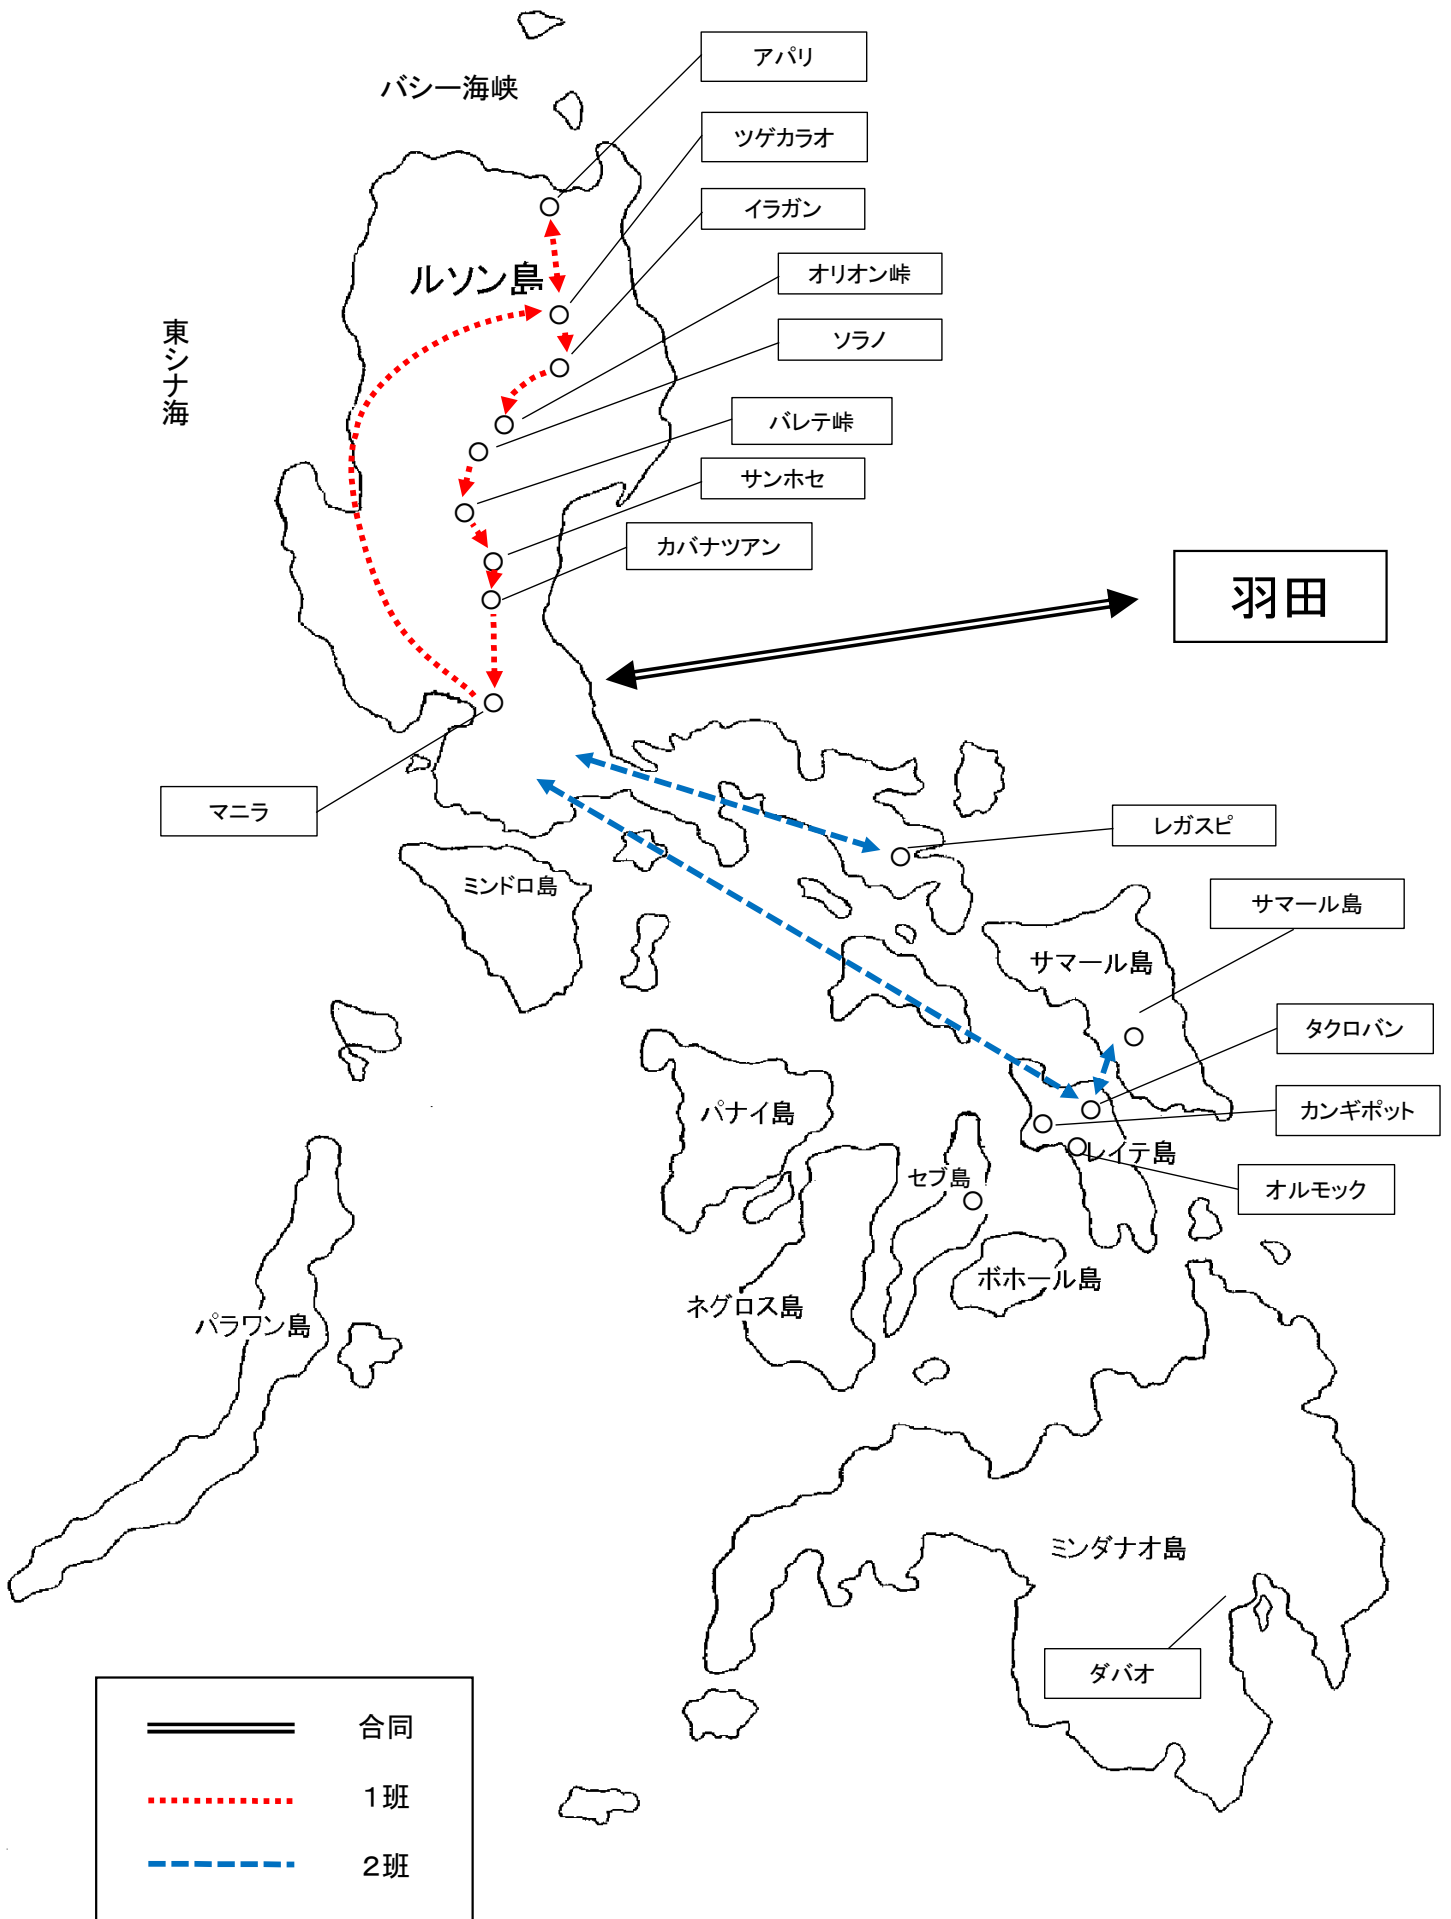 アパリ
バシー海峡
ツゲカラオ
イラガン
ルソン島
オリオン峠
東シナ海
ソラノ
バレテ峠
サンホセ
カバナツアン
羽田
マニラ
レガスピ
ミンドロ島
サマール島
サマール島
タクロバン
カンギポット
パナイ島
レイテ島
セブ島
オルモック
ボホール島
ネグロス島
パラワン島
ミンダナオ島
ダバオ
合同
1班
2班